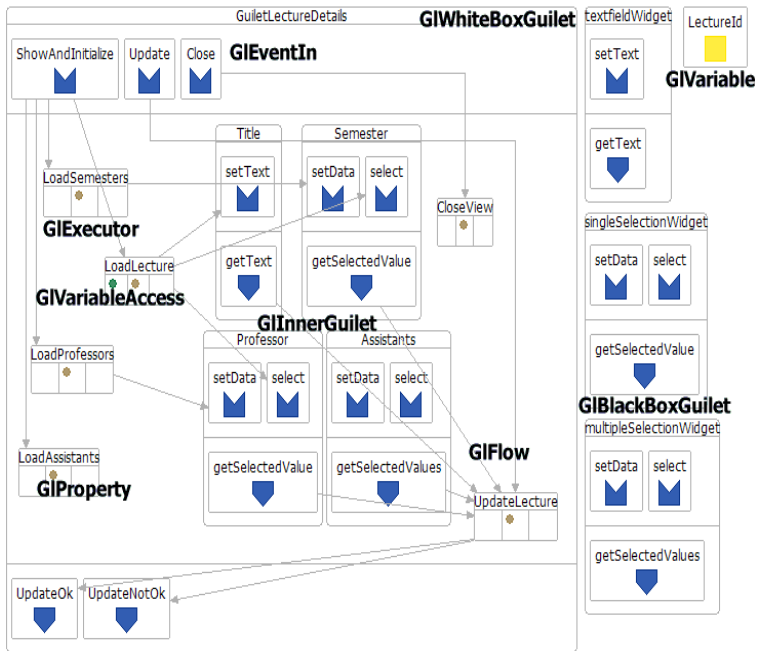 GuiletLectureDetails
GlWhiteBoxGuilet
textfieldWidget
LectureId
ShowAndInitialize
Update
Close
GlEventIn
setText
GlVariable
Title
Semester
getText
setText
setData
select
LoadSemesters
CloseView
GlExecutor
singleSelectionWidget
LoadLecture
getText
getSelectedValue
setData
select
GlVariableAccess
GlInnerGuilet
Professor
Assistants
LoadProfessors
setData
select
setData
select
getSelectedValue
GlBlackBoxGuilet
multipleSelectionWidget
GlFlow
LoadAssistants
getSelectedValue
getSelectedValues
setData
select
GlProperty
UpdateLecture
getSelectedValues
UpdateOk
UpdateNotOk